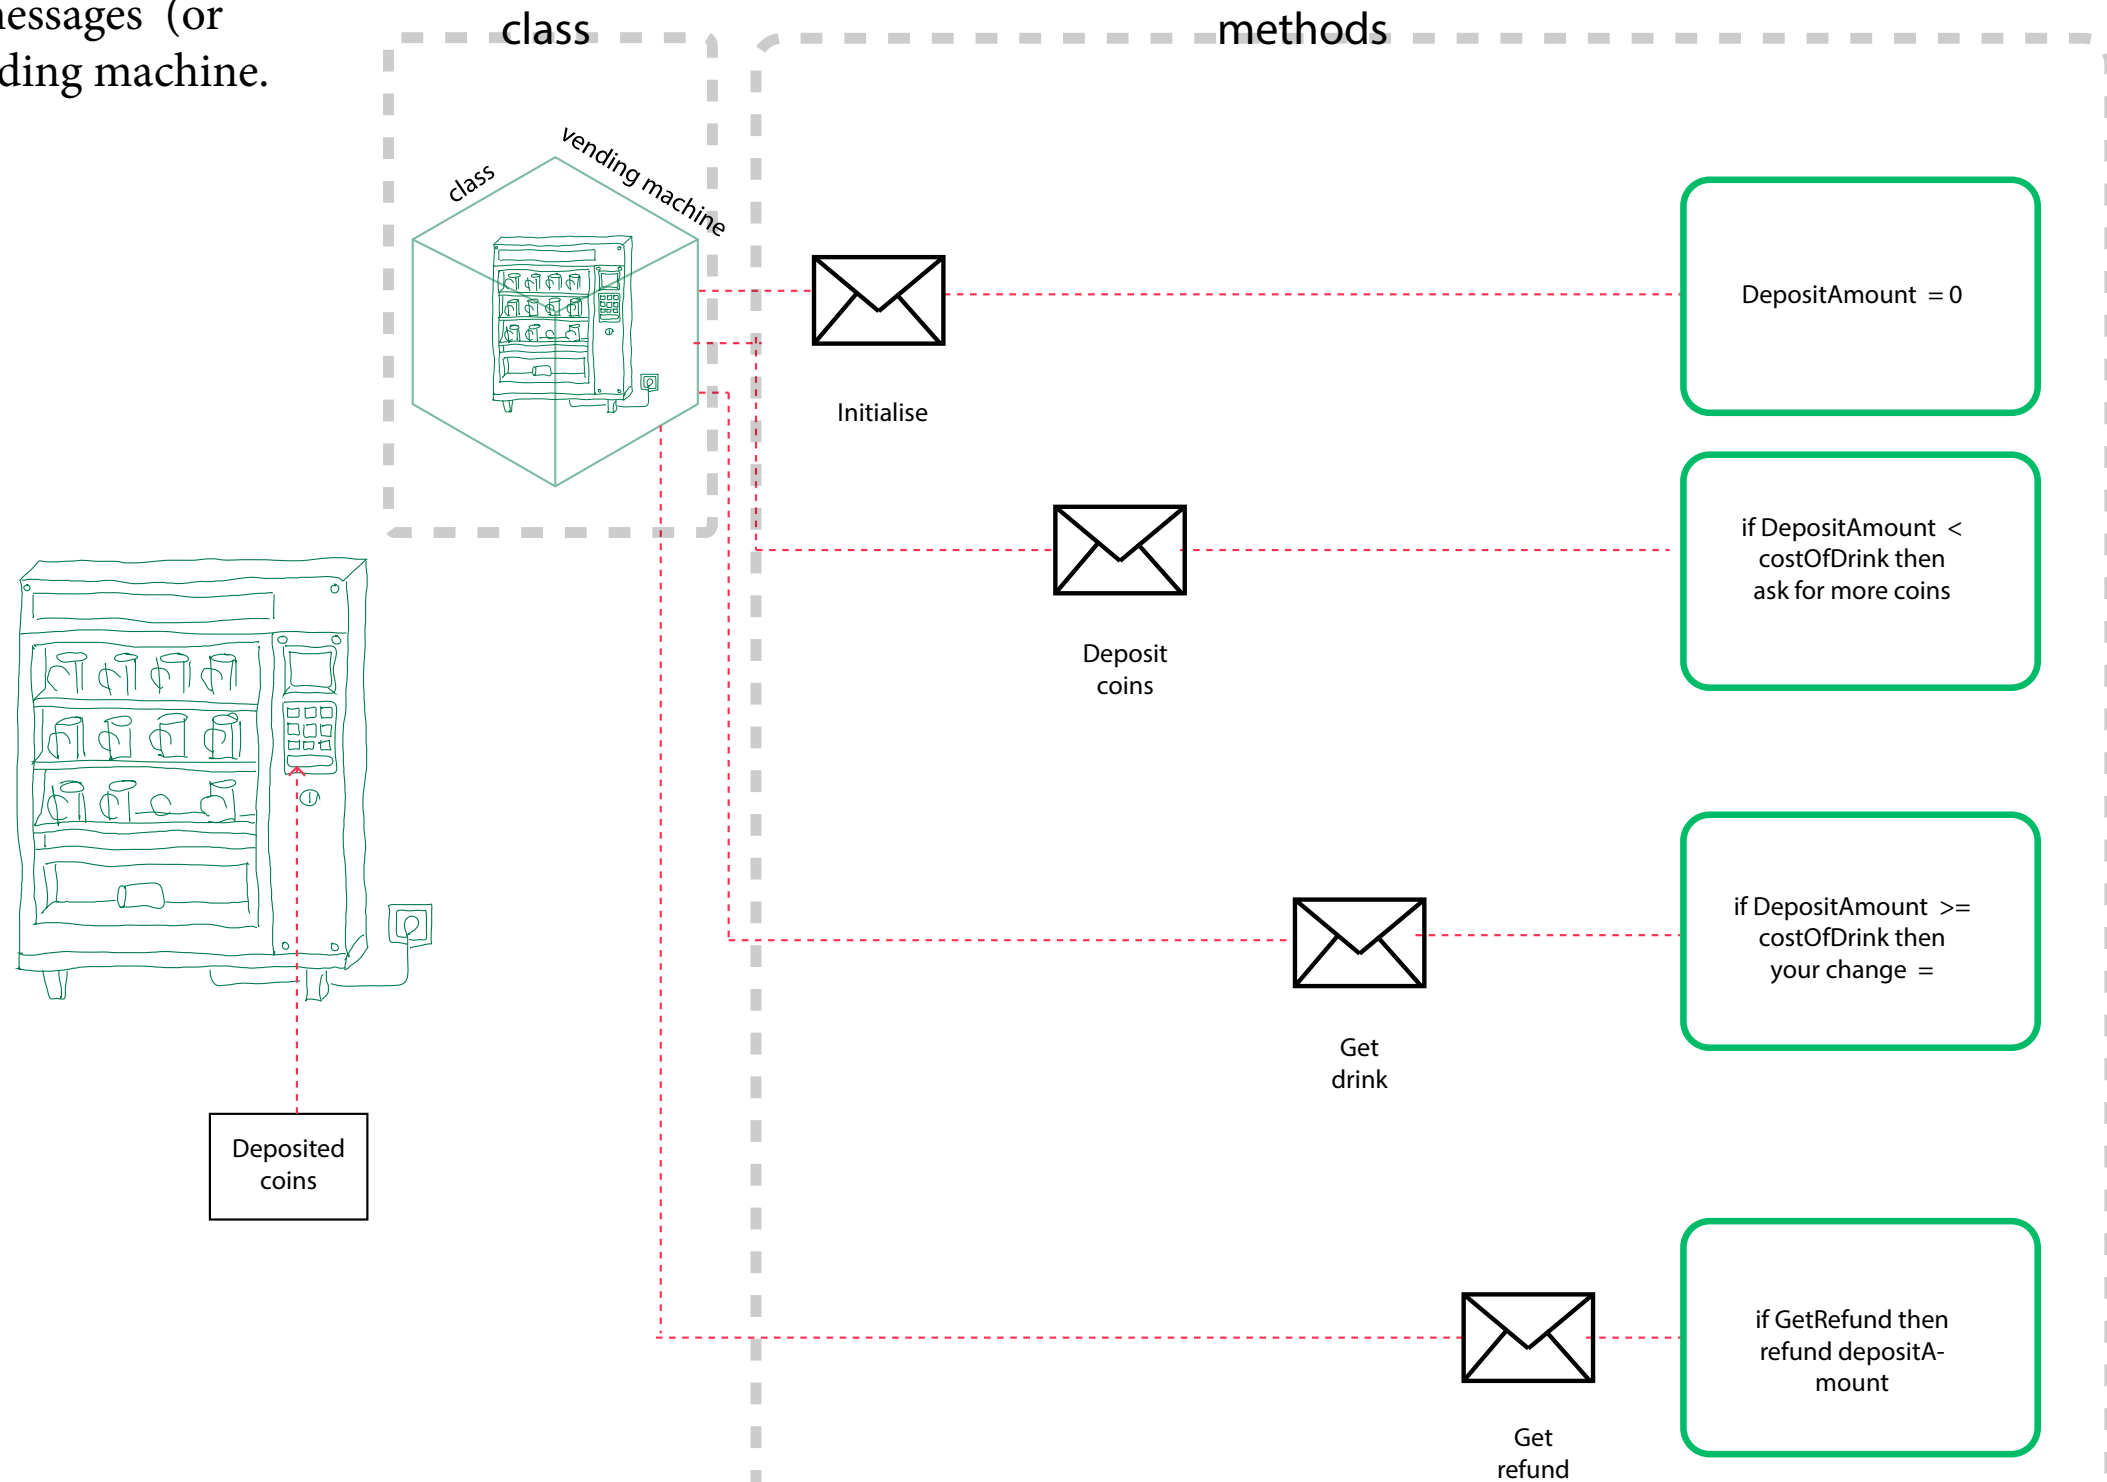 messages (or
ding machine.
class
methods
class
vending machine
Initialise
DepositAmount = 0
Deposit
coins
if DepositAmount <
costOfDrink then
ask for more coins
Get
drink
if DepositAmount >=
costOfDrink then
your change =
Deposited
coins
Get
refund
if GetRefund then
refund depositA-
mount